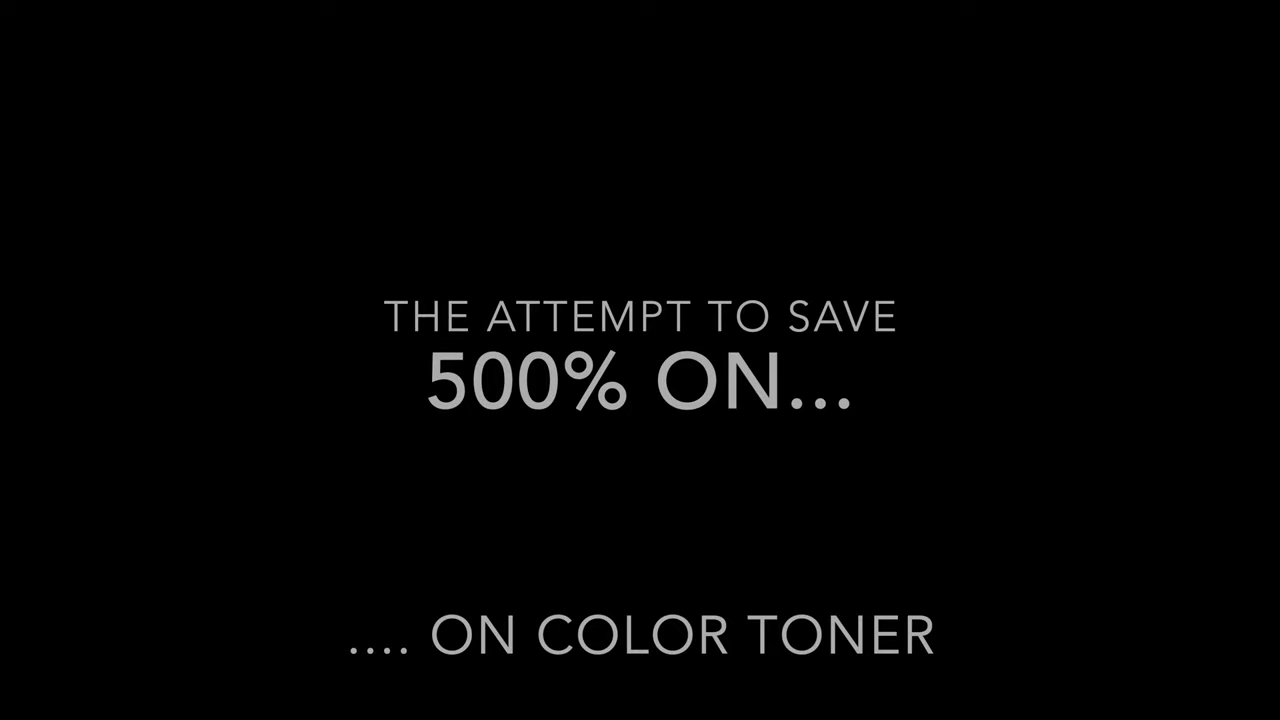 THE ATTEMPT TO SAVE
500% ON...
.... ON COLOR TONER